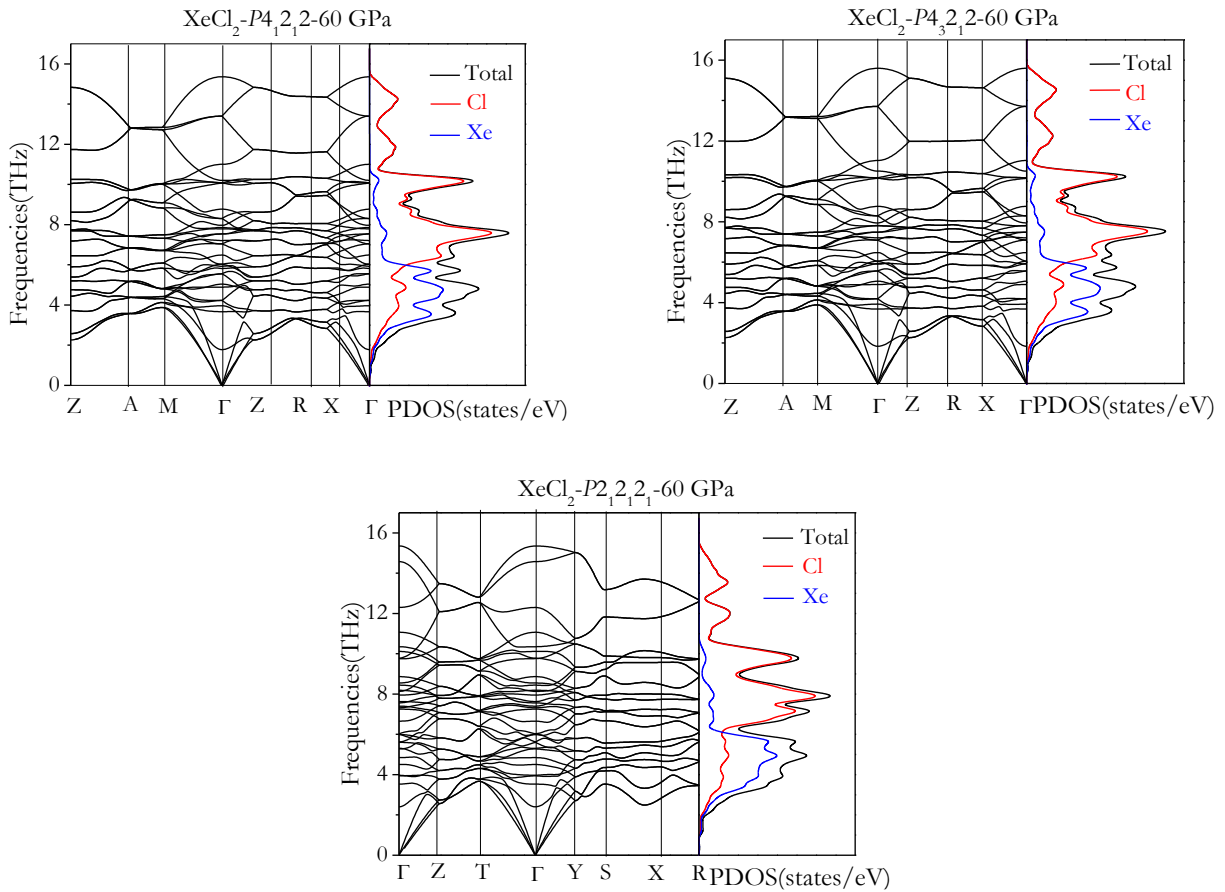 XeCl₂-P4₁2₁2-60 GPa
16
12
8
4
0
Frequencies(THz)
Total
Cl
Xe
Z A M Γ Z R X Γ PDOS(states/eV)
XeCl₂-P4₃2₁2-60 GPa
16
12
8
4
0
Frequencies(THz)
Total
Cl
Xe
Z A M Γ Z R X Γ PDOS(states/eV)
XeCl₂-P2₁2₁2₁-60 GPa
16
12
8
4
0
Frequencies(THz)
Total
Cl
Xe
Γ Z T Γ Y S X R PDOS(states/eV)